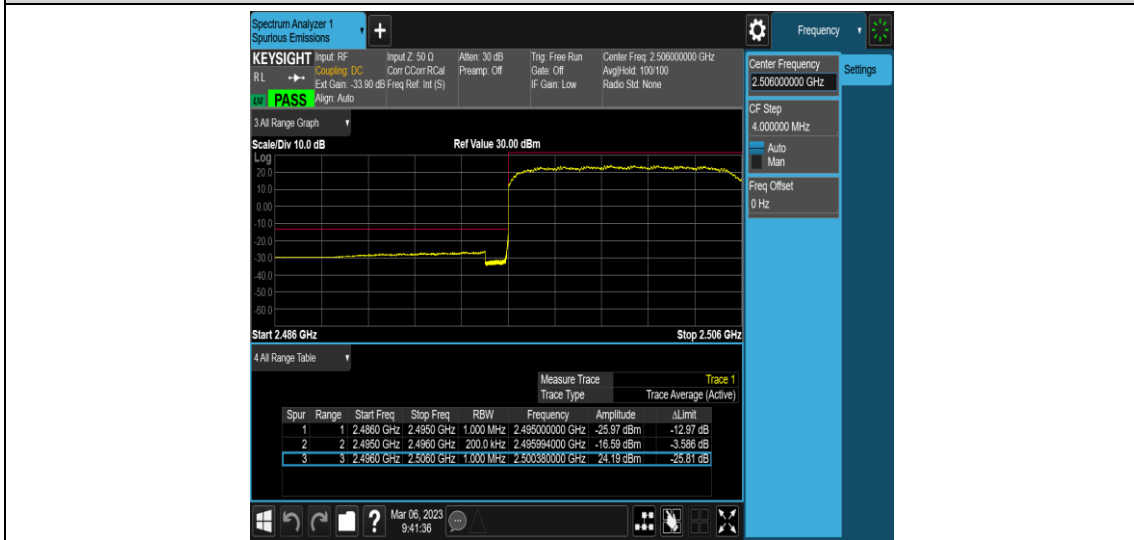 Spectrum Analyzer 1
Spurious Emissions
+
Frequency
KEYSIGHT Input: RF Input Z: 50 Ω Atten: 30 dB Trig: Free Run Center Freq: 2.506000000 GHz
RL Coupling: DC Corr CCorr RCal Preamp: Off Gate: Off Avg|Hold: 100/100
Ext Gain: -33.90 dB Freq Ref: Int (S) IF Gain: Low Radio Std: None
LXI PASS Align: Auto
Center Frequency
2.506000000 GHz
Settings
CF Step
4.000000 MHz
Auto
Man
Freq Offset
0 Hz
3 All Range Graph
Scale/Div 10.0 dB Ref Value 30.00 dBm
Log
20.0
10.0
0.00
-10.0
-20.0
-30.0
-40.0
-50.0
-60.0
Start 2.486 GHz Stop 2.506 GHz
4 All Range Table
Measure Trace Trace 1
Trace Type Trace Average (Active)
Spur Range Start Freq Stop Freq RBW Frequency Amplitude ΔLimit
1 1 2.4860 GHz 2.4950 GHz 1.000 MHz 2.495000000 GHz -25.97 dBm -12.97 dB
2 2 2.4950 GHz 2.4960 GHz 200.0 kHz 2.495994000 GHz -16.59 dBm -3.586 dB
3 3 2.4960 GHz 2.5060 GHz 1.000 MHz 2.500380000 GHz 24.19 dBm -25.81 dB
?
Mar 06, 2023
9:41:36